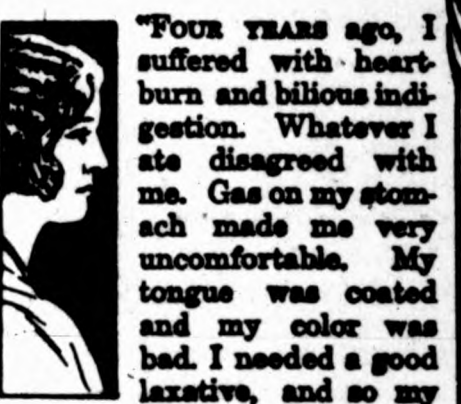 "FOUR YEARS ago, I
suffered with heart-
burn and bilious indi-
gestion. Whatever I
ate disagreed with
me. Gas on my stom-
ach made me very
uncomfortable. My
tongue was coated
and my color was
bad. I needed a good
laxative, and so my